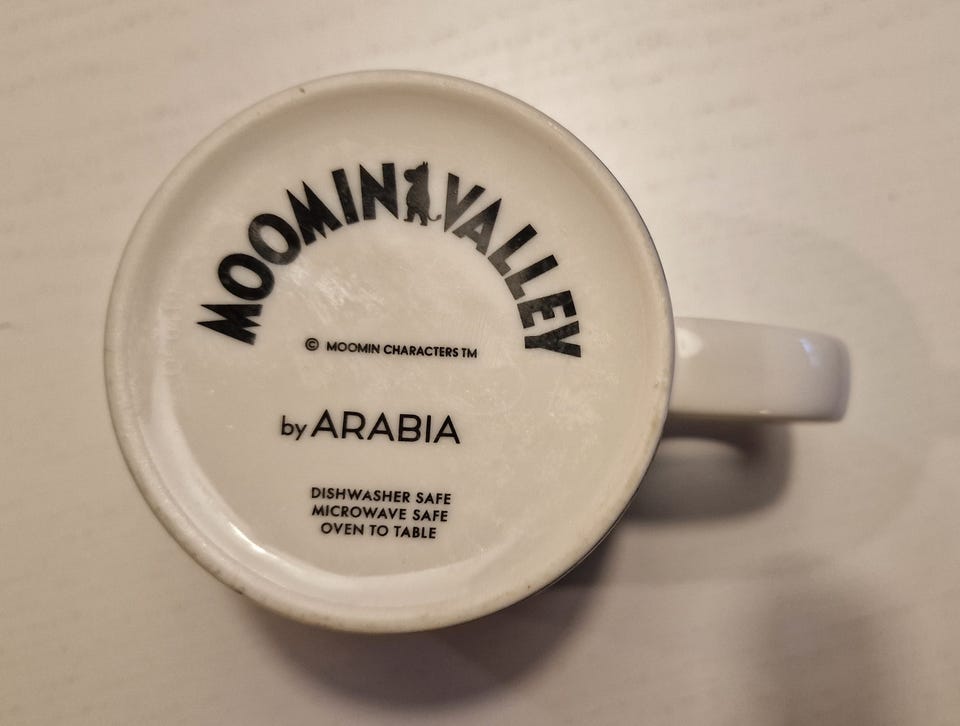 MOOMINVALLEY
© MOOMIN CHARACTERS TM
by ARABIA
DISHWASHER SAFE
MICROWAVE SAFE
OVEN TO TABLE